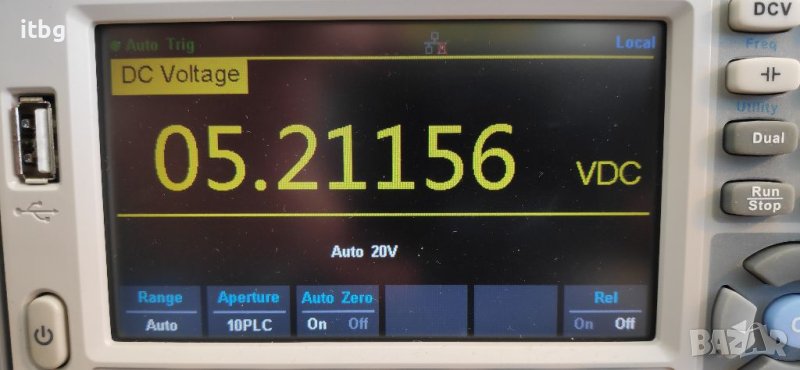 itbg
Auto Trig
Local
DC Voltage
05.21156 VDC
Auto 20V
Range
Aperture
Auto Zero
Rel
Auto
10PLC
On Off
On Off
DCV
Freq
Utility
Dual
Run
Stop
BAZAR